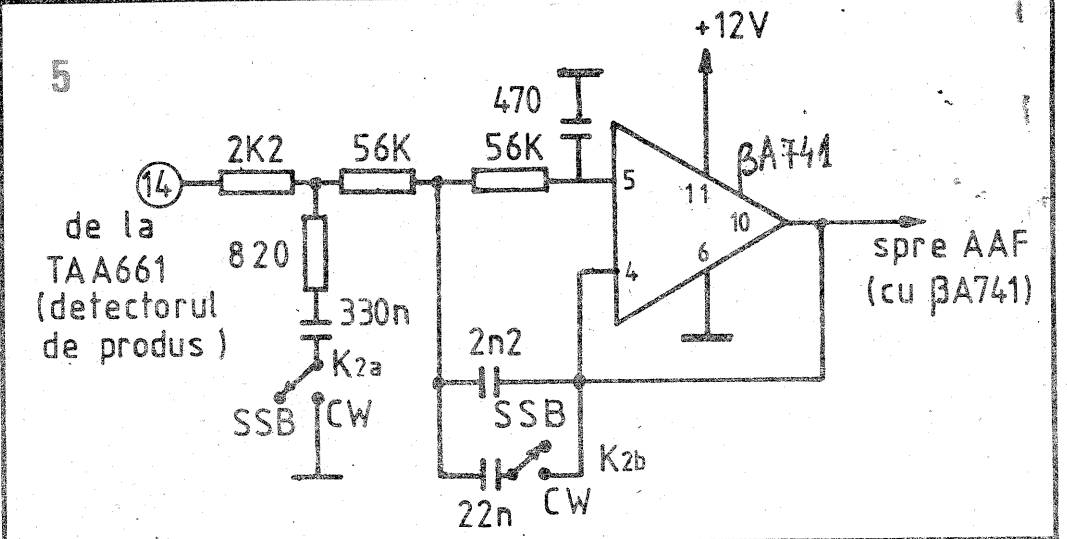 5
+12V
470
2K2
56K
56K
βA741
14
5
11
10
de la
TAA661
(detectorul
de produs)
820
4
6
spre AAF
(cu βA741)
330n
2n2
K2a
SSB
CW
SSB
K2b
22n
CW